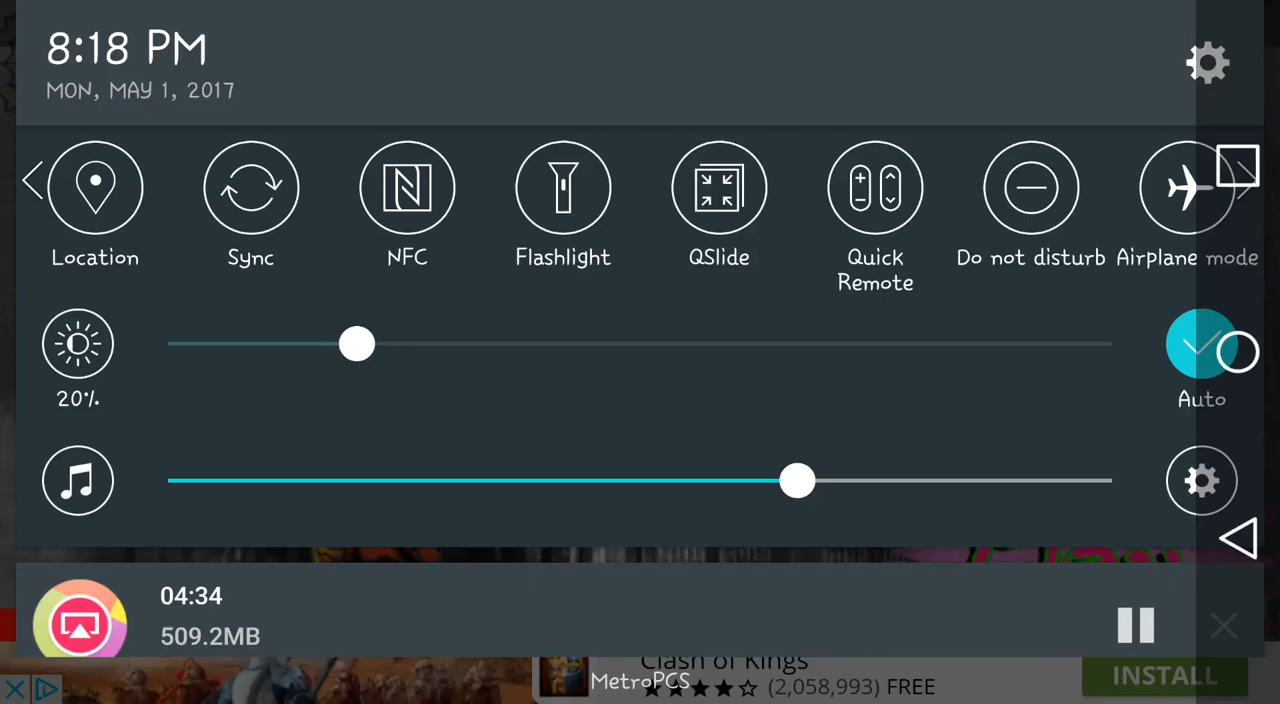 8:18 PM
MON, MAY 1, 2017
Location
Sync
NFC
Flashlight
QSlide
Quick
Remote
Do not disturb
Airplane mode
20%
Auto
04:34
509.2MB
Clash of Kings
MetroPCS
(2,058,993) FREE
INSTALL